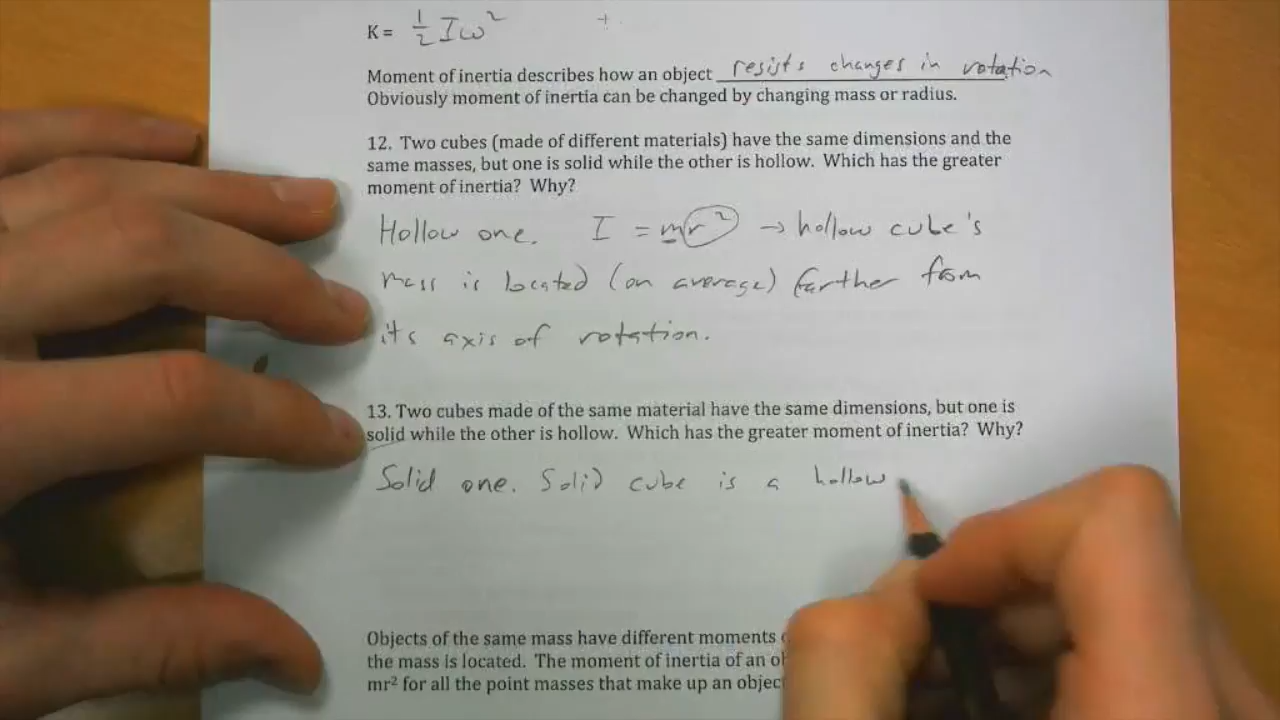 K = 1/2 Iω²
Moment of inertia describes how an object resists changes in rotation
Obviously moment of inertia can be changed by changing mass or radius.
12. Two cubes (made of different materials) have the same dimensions and the
same masses, but one is solid while the other is hollow. Which has the greater
moment of inertia? Why?
Hollow one. I = mr² → hollow cube's
mass is located (on average) farther from
its axis of rotation.
13. Two cubes made of the same material have the same dimensions, but one is
solid while the other is hollow. Which has the greater moment of inertia? Why?
Solid one. Solid cube is a hollow
Objects of the same mass have different moments
the mass is located. The moment of inertia of an
mr² for all the point masses that make up an